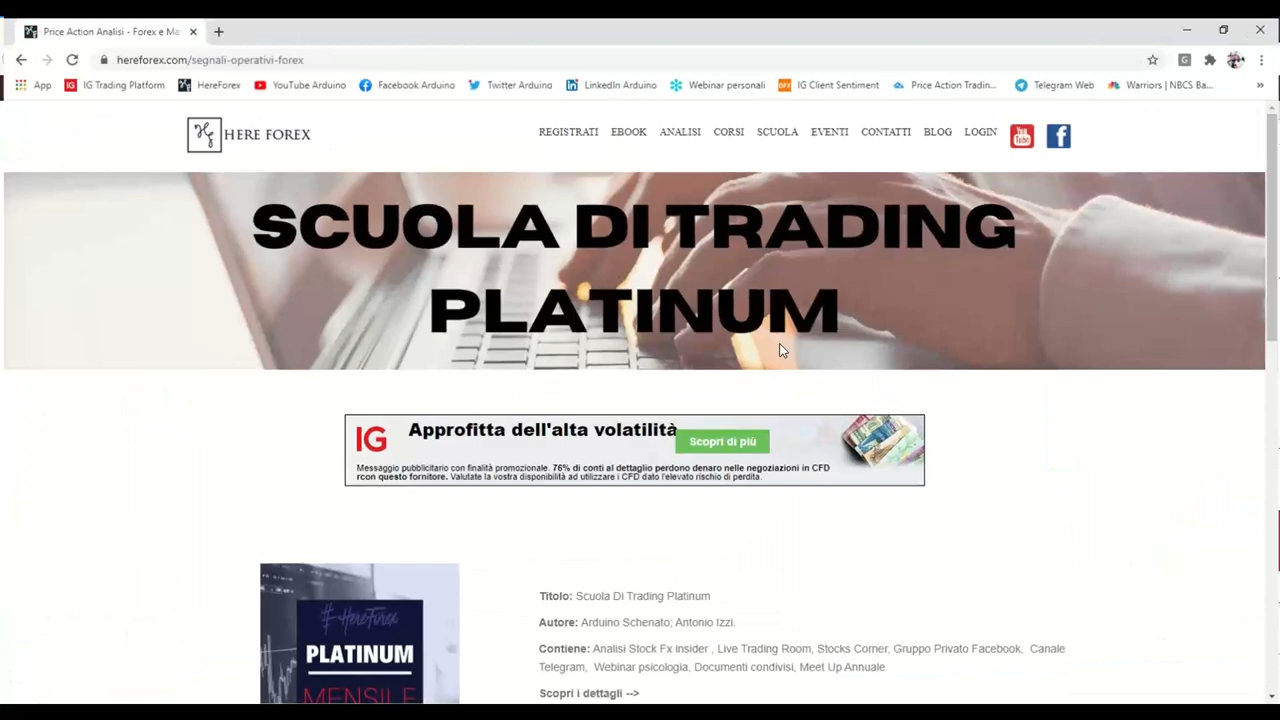 Price Action Analisi - Forex e Ma
hereforex.com/segnali-operativi-forex
App IG Trading Platform HereForex YouTube Arduino Facebook Arduino Twitter Arduino LinkedIn Arduino Webinar personali IG Client Sentiment Price Action Tradin... Telegram Web Warriors | NBCS Ba...
HERE FOREX
REGISTRATI EBOOK ANALISI CORSI SCUOLA EVENTI CONTATTI BLOG LOGIN You Tube f
SCUOLA DI TRADING
PLATINUM
IG
Approfitta dell'alta volatilità
Scopri di più
Messaggio pubblicitario con finalità promozionale. 76% di conti al dettaglio perdono denaro nelle negoziazioni in CFD
rcon questo fornitore. Valutate la vostra disponibilità ad utilizzare i CFD dato l'elevato rischio di perdita.
#HereForex
PLATINUM
MENSILE
Titolo: Scuola Di Trading Platinum
Autore: Arduino Schenato; Antonio Izzi.
Contiene: Analisi Stock Fx insider , Live Trading Room, Stocks Corner, Gruppo Privato Facebook, Canale
Telegram, Webinar psicologia, Documenti condivisi, Meet Up Annuale
Scopri i dettagli -->